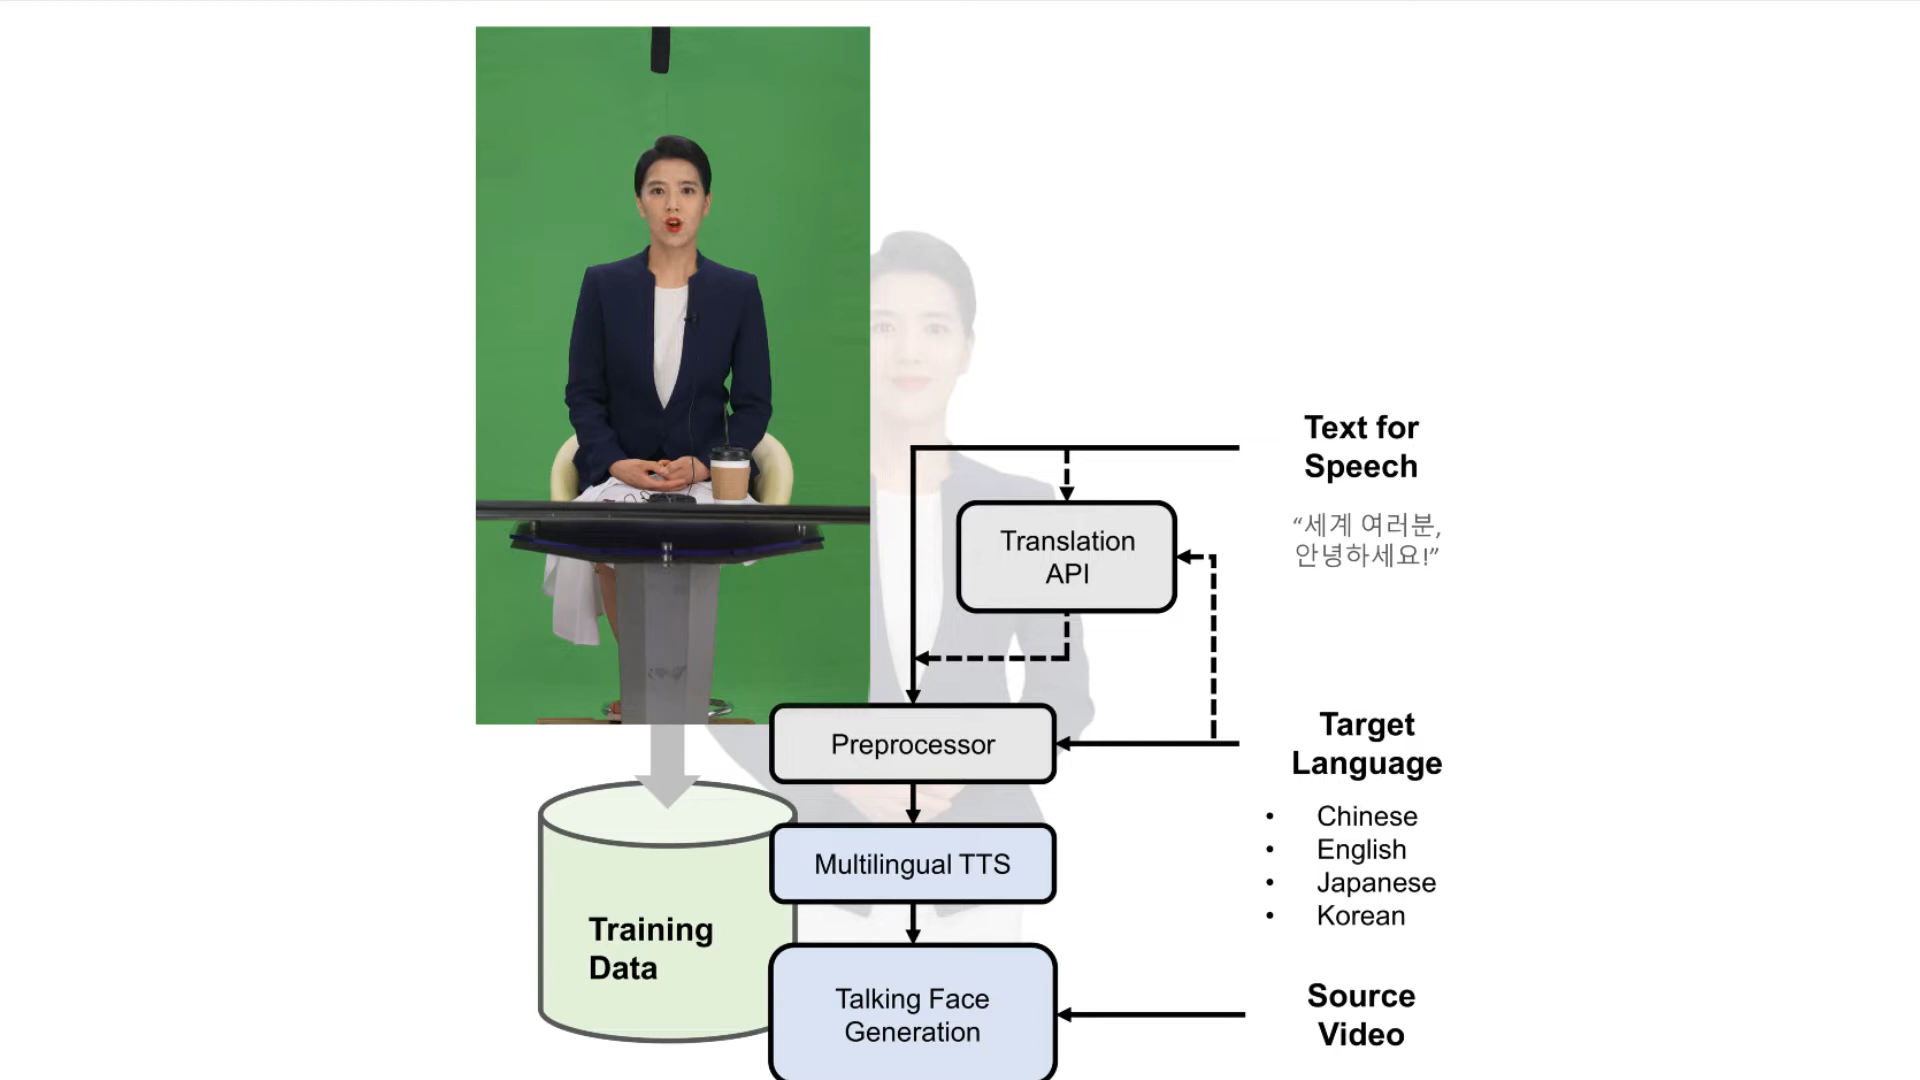 Text for
Speech
“세계 여러분,
안녕하세요!”
Translation
API
Preprocessor
Target
Language
• Chinese
• English
• Japanese
• Korean
Multilingual TTS
Training
Data
Talking Face
Generation
Source
Video